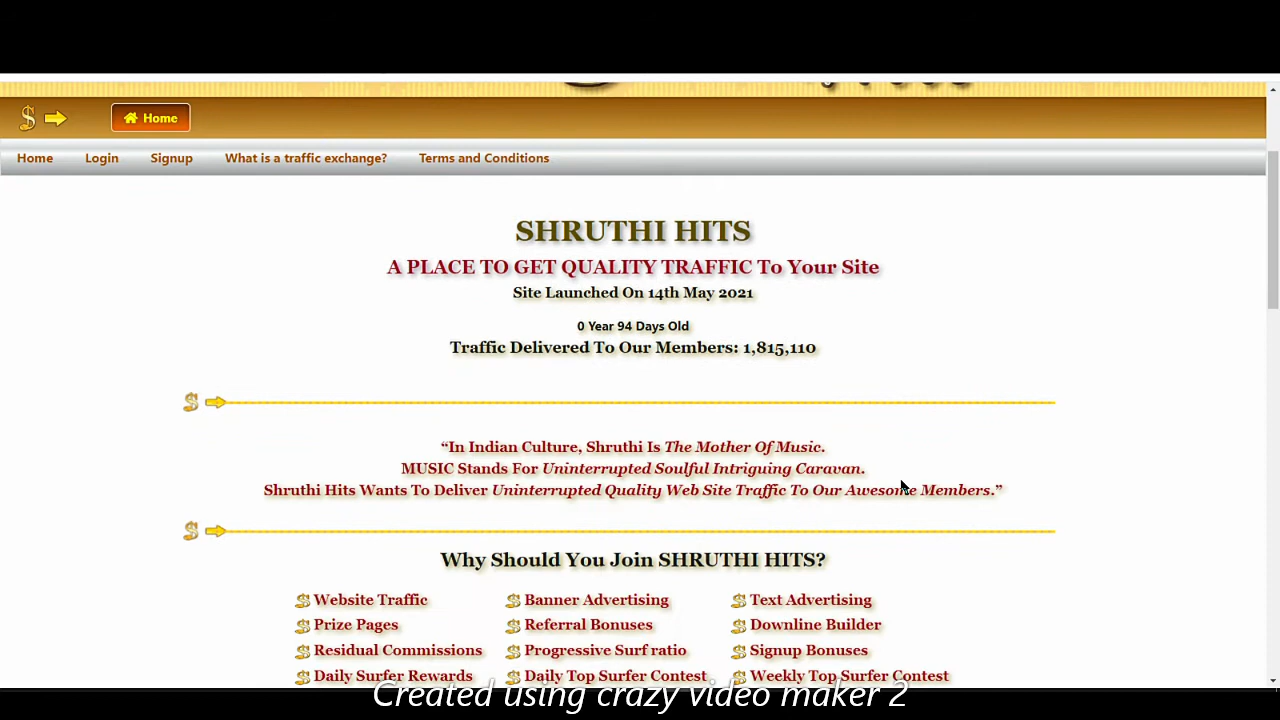 Home
Home Login Signup What is a traffic exchange? Terms and Conditions
SHRUTHI HITS
A PLACE TO GET QUALITY TRAFFIC To Your Site
Site Launched On 14th May 2021
0 Year 94 Days Old
Traffic Delivered To Our Members: 1,815,110
“In Indian Culture, Shruthi Is The Mother Of Music.
MUSIC Stands For Uninterrupted Soulful Intriguing Caravan.
Shruthi Hits Wants To Deliver Uninterrupted Quality Web Site Traffic To Our Awesome Members.”
Why Should You Join SHRUTHI HITS?
Website Traffic Banner Advertising Text Advertising
Prize Pages Referral Bonuses Downline Builder
Residual Commissions Progressive Surf ratio Signup Bonuses
Daily Surfer Rewards Daily Top Surfer Contest Weekly Top Surfer Contest
Created using crazy video maker 2